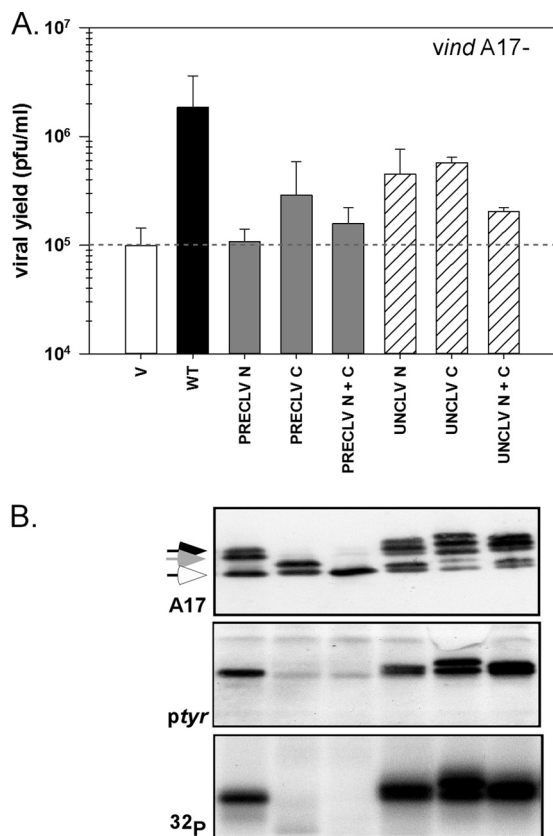 A.
vind A17-
viral yield (pfu/ml)
10⁷
10⁶
10⁵
10⁴
V
WT
PRECLV N
PRECLV C
PRECLV N + C
UNCLV N
UNCLV C
UNCLV N + C
B.
A17
ptyr
³²P